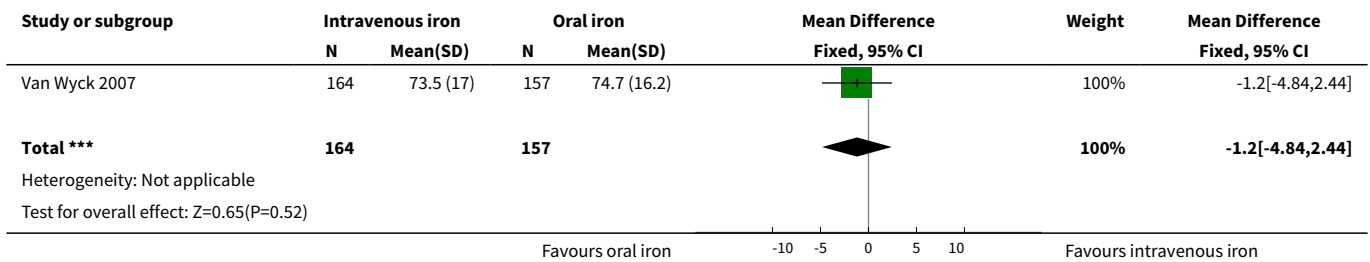 Study or subgroup Intravenous iron Oral iron Mean Difference Weight Mean Difference
N Mean(SD) N Mean(SD) Fixed, 95% CI Fixed, 95% CI
Van Wyck 2007 164 73.5 (17) 157 74.7 (16.2) 100% -1.2[-4.84,2.44]
Total *** 164 157 100% -1.2[-4.84,2.44]
Heterogeneity: Not applicable
Test for overall effect: Z=0.65(P=0.52)
Favours oral iron -10 -5 0 5 10 Favours intravenous iron